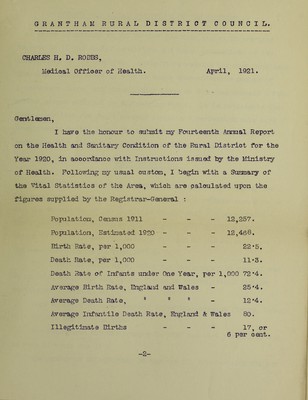 GRANTHAM RURAL DISTRICT COUNCIL.
CHARLES H. D. ROBBS,
Medical Officer of Health. April, 1921.
Gentlemen,
I have the honour to submit my Fourteenth Annual Report
on the Health and Sanitary Condition of the Rural District for the
Year 1920, in accordance with Instructions issued by the Ministry
of Health. Following my usual custom, I begin with a Summary of
the Vital Statistics of the Area, which are calculated upon the
figures supplied by the Registrar-General :
Population, Census 1911 - - - 12,257.
Population, Estimated 1920 - - - 12,468.
Birth Rate, per 1,000 - - - 22·5.
Death Rate, per 1,000 - - - 11·3.
Death Rate of Infants under One Year, per 1,000 72·4.
Average Birth Rate, England and Wales - 25·4.
Average Death Rate, " " " - 12·4.
Average Infantile Death Rate, England & Wales 80.
Illegitimate Births - - - 17, or
6 per cent.
-2-